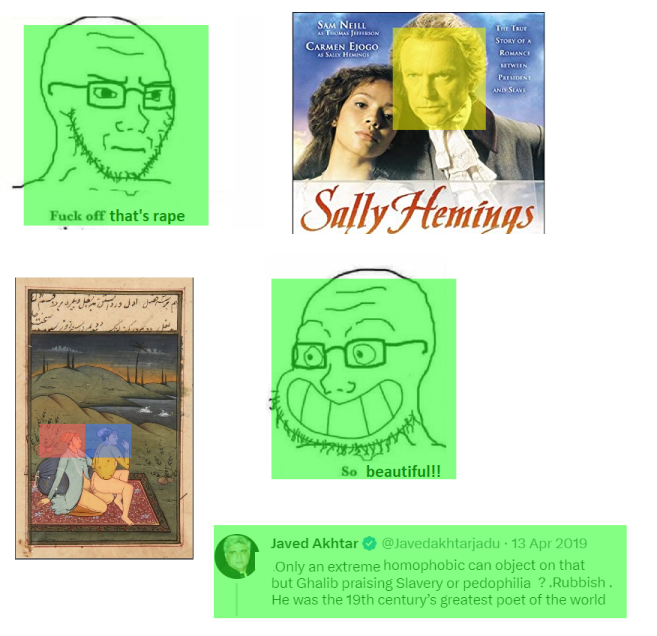 SAM NEILL
AS THOMAS JEFFERSON
CARMEN EJOGO
AS SALLY HEMINGS
THE TRUE
STORY OF A
ROMANCE
BETWEEN
PRESIDENT
AND SLAVE
Fuck off that's rape
Sally Hemings
So beautiful!!
Javed Akhtar @Javedakhtarjadu · 13 Apr 2019
.Only an extreme homophobic can object on that
but Ghalib praising Slavery or pedophilia ? .Rubbish .
He was the 19th century's greatest poet of the world